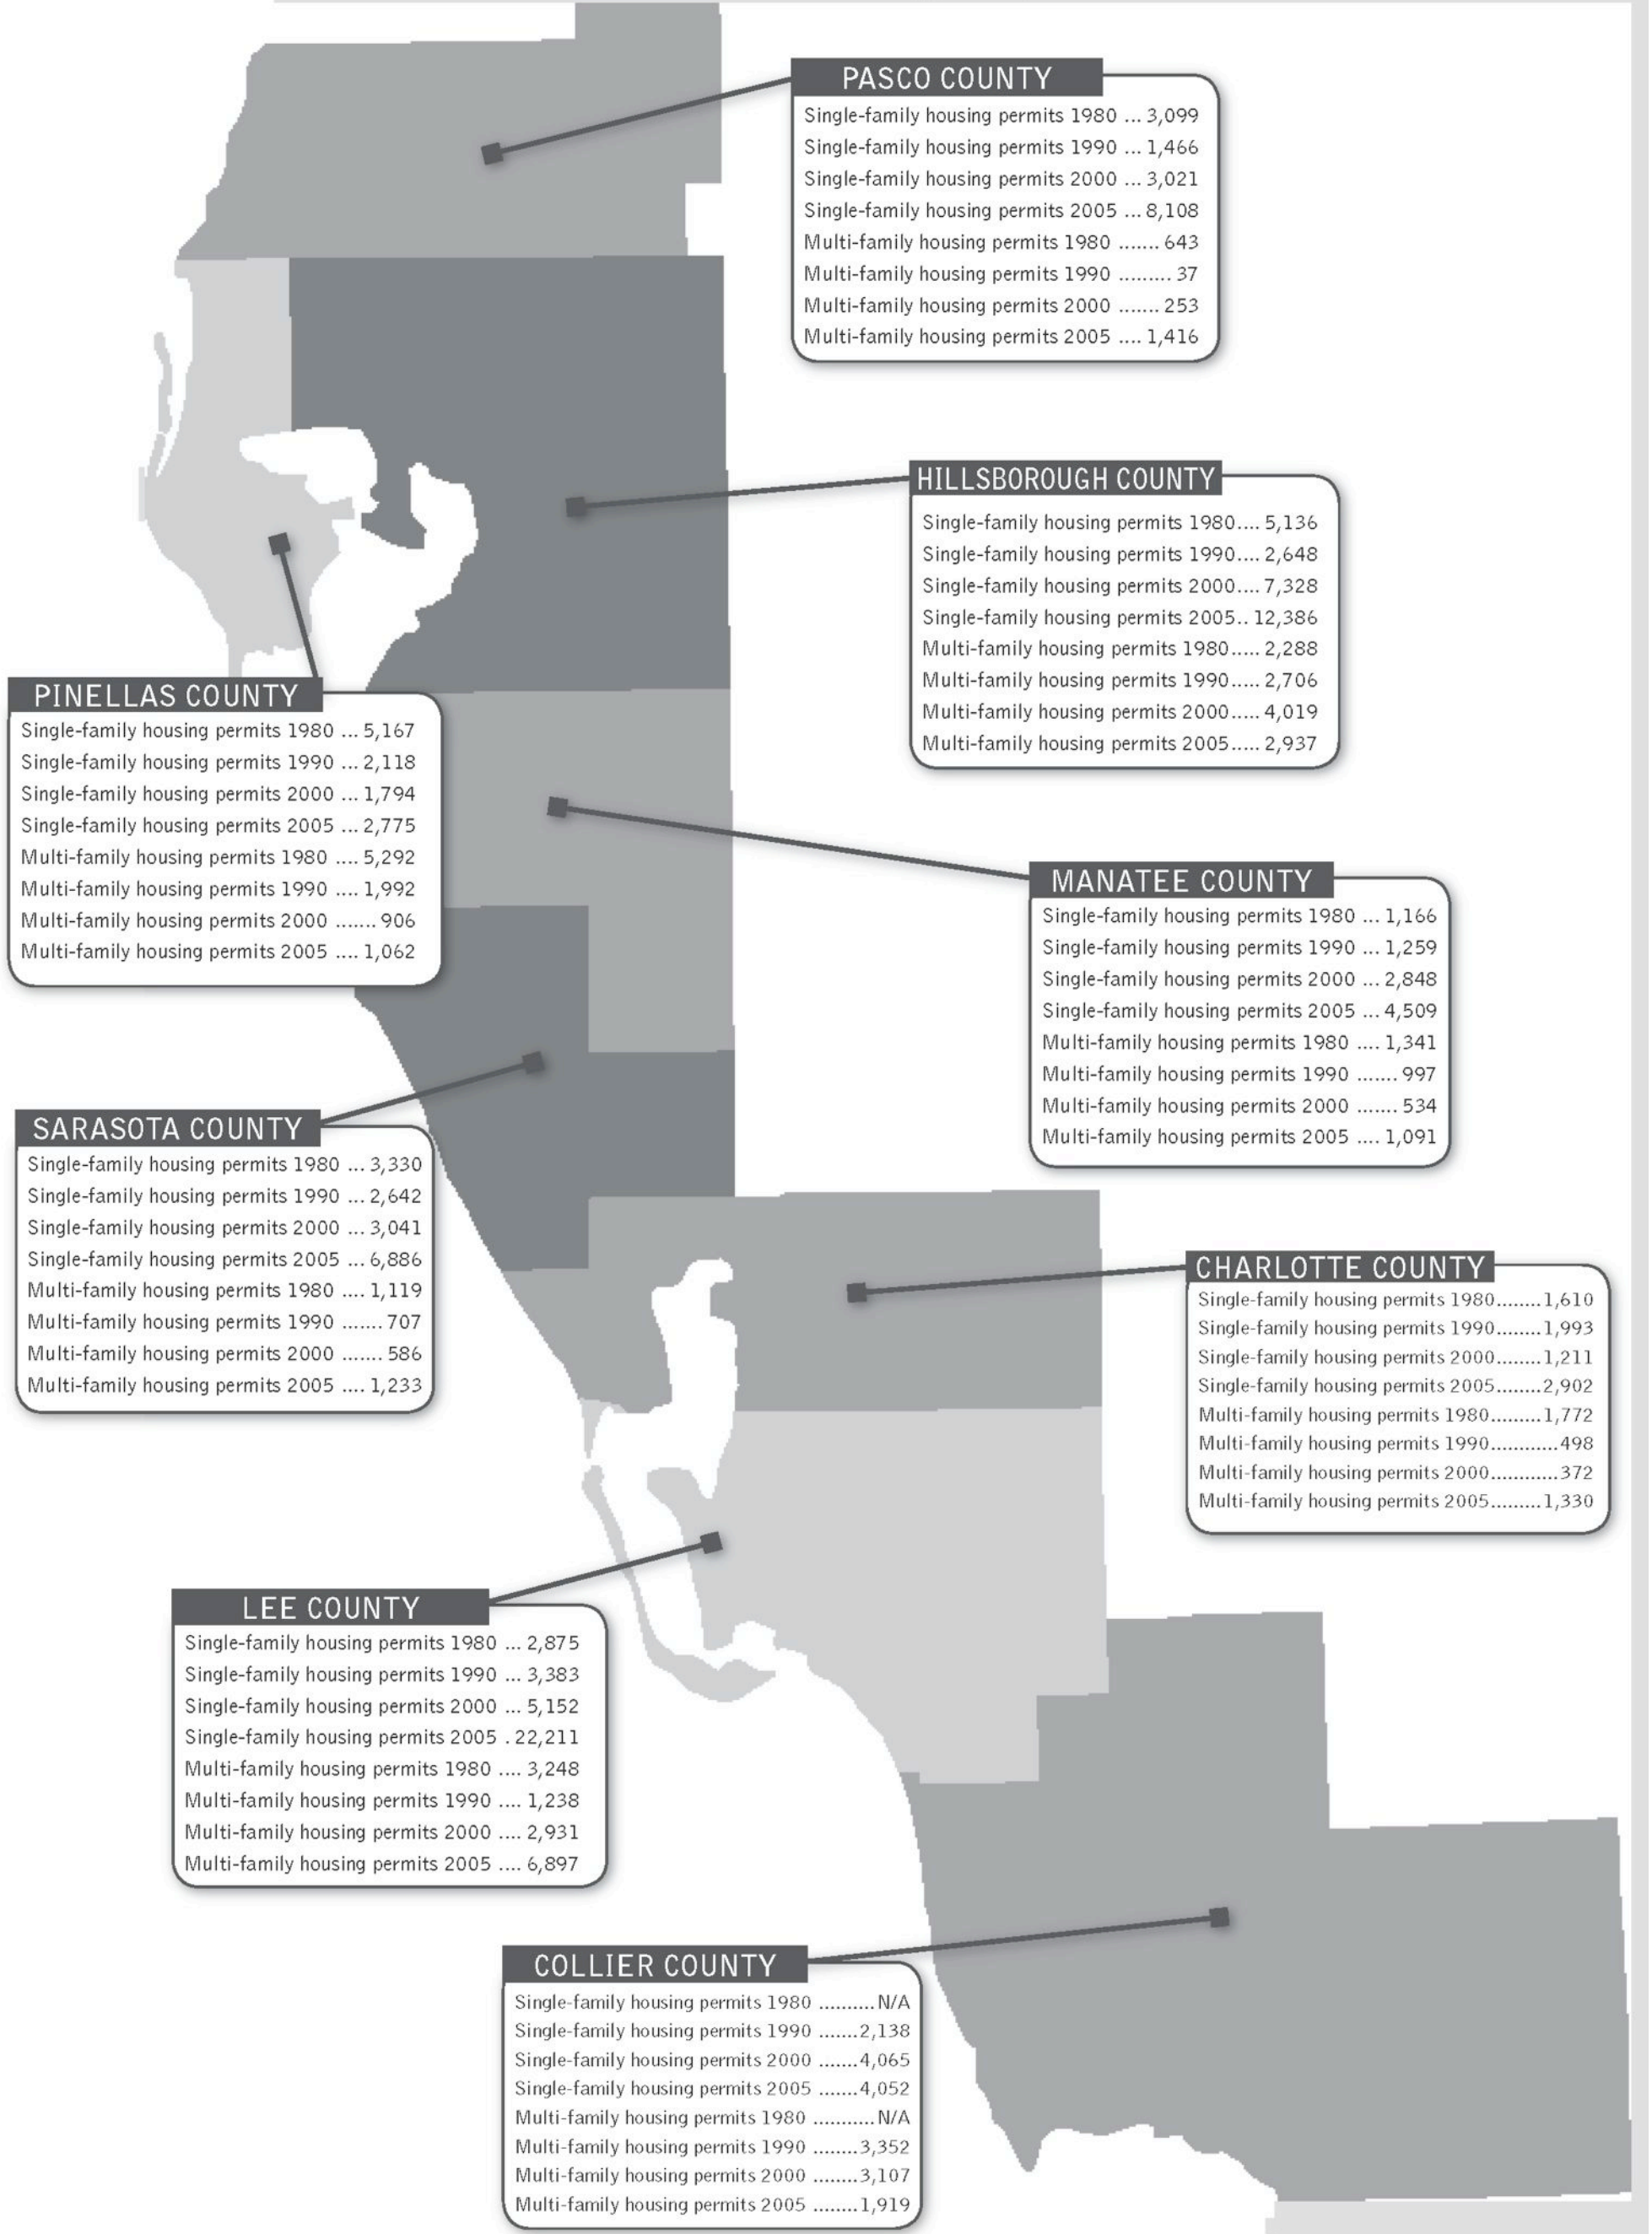 PASCO COUNTY
Single-family housing permits 1980 ... 3,099
Single-family housing permits 1990 ... 1,466
Single-family housing permits 2000 ... 3,021
Single-family housing permits 2005 ... 8,108
Multi-family housing permits 1980 ....... 643
Multi-family housing permits 1990 ......... 37
Multi-family housing permits 2000 ....... 253
Multi-family housing permits 2005 .... 1,416
HILLSBOROUGH COUNTY
Single-family housing permits 1980.... 5,136
Single-family housing permits 1990.... 2,648
Single-family housing permits 2000.... 7,328
Single-family housing permits 2005.. 12,386
Multi-family housing permits 1980..... 2,288
Multi-family housing permits 1990..... 2,706
Multi-family housing permits 2000..... 4,019
Multi-family housing permits 2005..... 2,937
PINELLAS COUNTY
Single-family housing permits 1980 ... 5,167
Single-family housing permits 1990 ... 2,118
Single-family housing permits 2000 ... 1,794
Single-family housing permits 2005 ... 2,775
Multi-family housing permits 1980 .... 5,292
Multi-family housing permits 1990 .... 1,992
Multi-family housing permits 2000 ....... 906
Multi-family housing permits 2005 .... 1,062
MANATEE COUNTY
Single-family housing permits 1980 ... 1,166
Single-family housing permits 1990 ... 1,259
Single-family housing permits 2000 ... 2,848
Single-family housing permits 2005 ... 4,509
Multi-family housing permits 1980 .... 1,341
Multi-family housing permits 1990 ....... 997
Multi-family housing permits 2000 ....... 534
Multi-family housing permits 2005 .... 1,091
SARASOTA COUNTY
Single-family housing permits 1980 ... 3,330
Single-family housing permits 1990 ... 2,642
Single-family housing permits 2000 ... 3,041
Single-family housing permits 2005 ... 6,886
Multi-family housing permits 1980 .... 1,119
Multi-family housing permits 1990 ....... 707
Multi-family housing permits 2000 ....... 586
Multi-family housing permits 2005 .... 1,233
CHARLOTTE COUNTY
Single-family housing permits 1980........1,610
Single-family housing permits 1990........1,993
Single-family housing permits 2000........1,211
Single-family housing permits 2005........2,902
Multi-family housing permits 1980.........1,772
Multi-family housing permits 1990............498
Multi-family housing permits 2000............372
Multi-family housing permits 2005.........1,330
LEE COUNTY
Single-family housing permits 1980 ... 2,875
Single-family housing permits 1990 ... 3,383
Single-family housing permits 2000 ... 5,152
Single-family housing permits 2005 . 22,211
Multi-family housing permits 1980 .... 3,248
Multi-family housing permits 1990 .... 1,238
Multi-family housing permits 2000 .... 2,931
Multi-family housing permits 2005 .... 6,897
COLLIER COUNTY
Single-family housing permits 1980 ..........N/A
Single-family housing permits 1990 .......2,138
Single-family housing permits 2000 .......4,065
Single-family housing permits 2005 .......4,052
Multi-family housing permits 1980 ...........N/A
Multi-family housing permits 1990 ........3,352
Multi-family housing permits 2000 ........3,107
Multi-family housing permits 2005 ........1,919